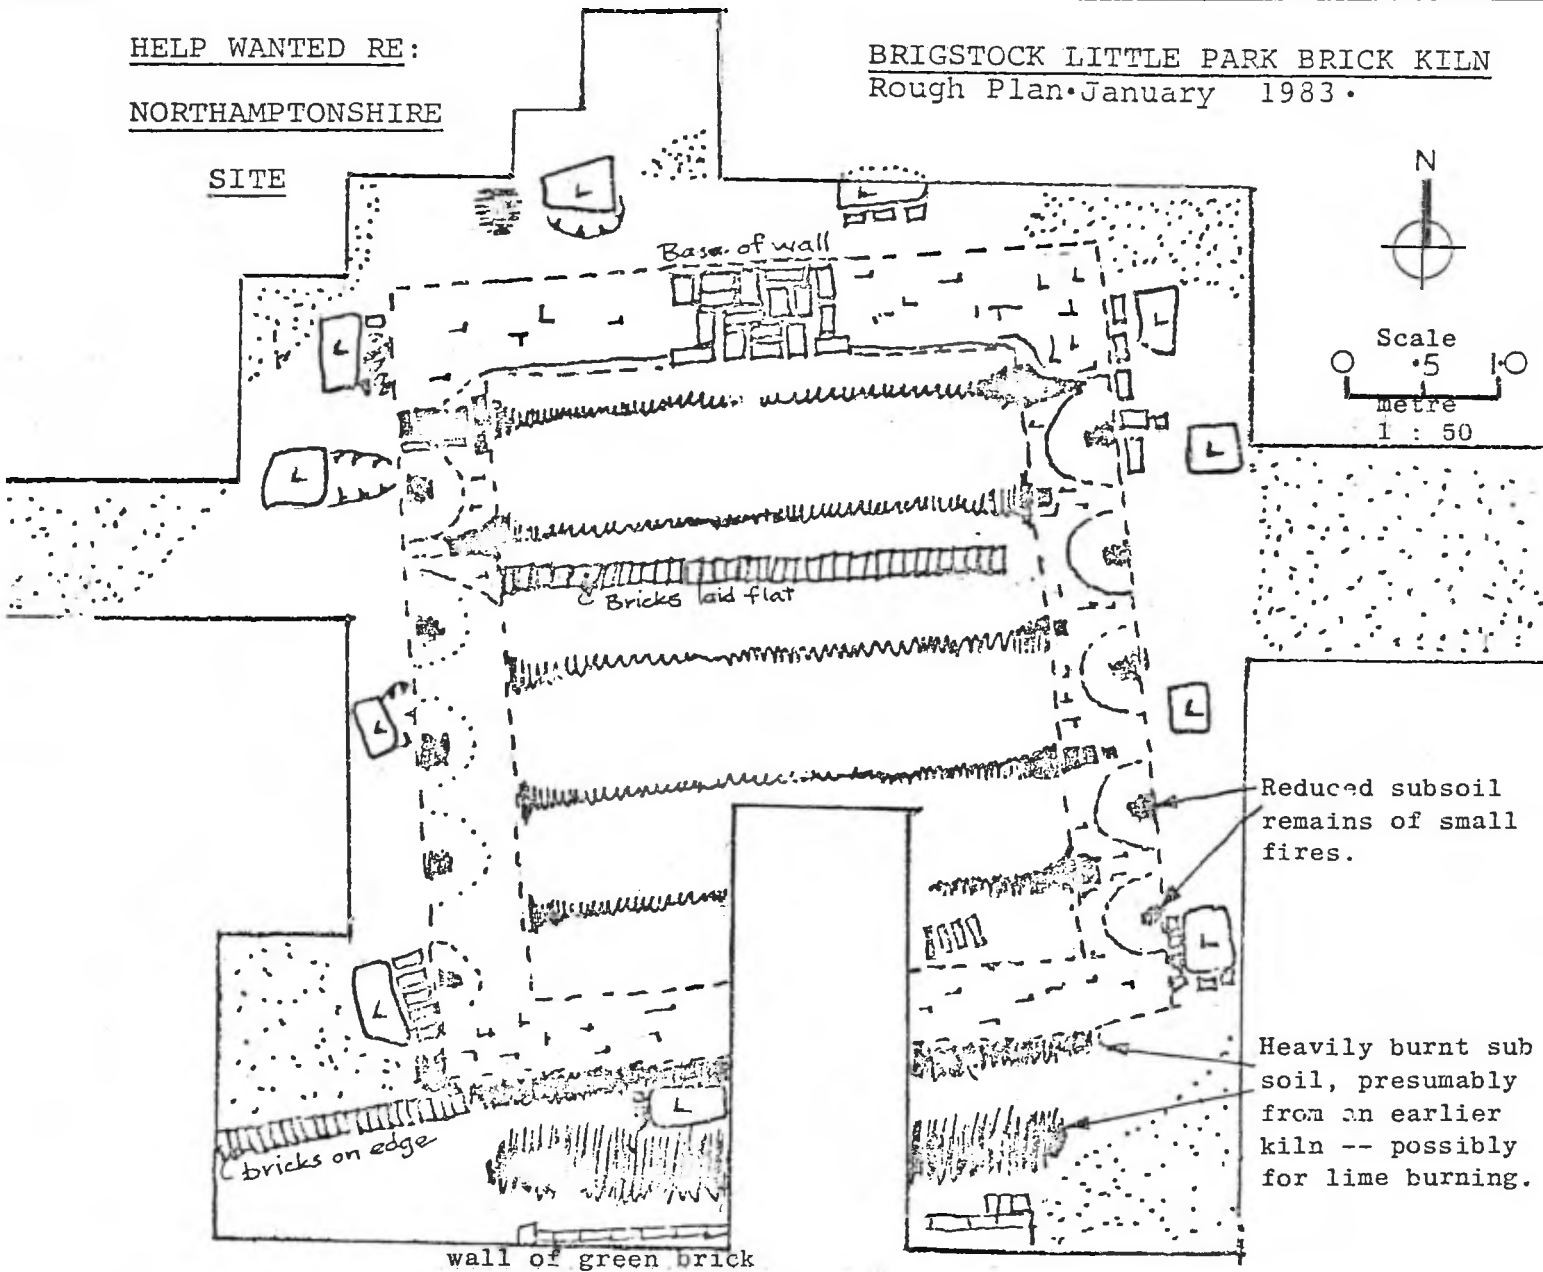 HELP WANTED RE:
NORTHAMPTONSHIRE
SITE
BRIGSTOCK LITTLE PARK BRICK KILN
Rough Plan·January 1983·
N
Scale
0 ·5 1·0
metre
1 : 50
Base of wall
Bricks laid flat
Reduced subsoil
remains of small
fires.
Heavily burnt sub
soil, presumably
from an earlier
kiln -- possibly
for lime burning.
bricks on edge
wall of green brick
L
L
L
L
L
L
L
L
L
L
T
L